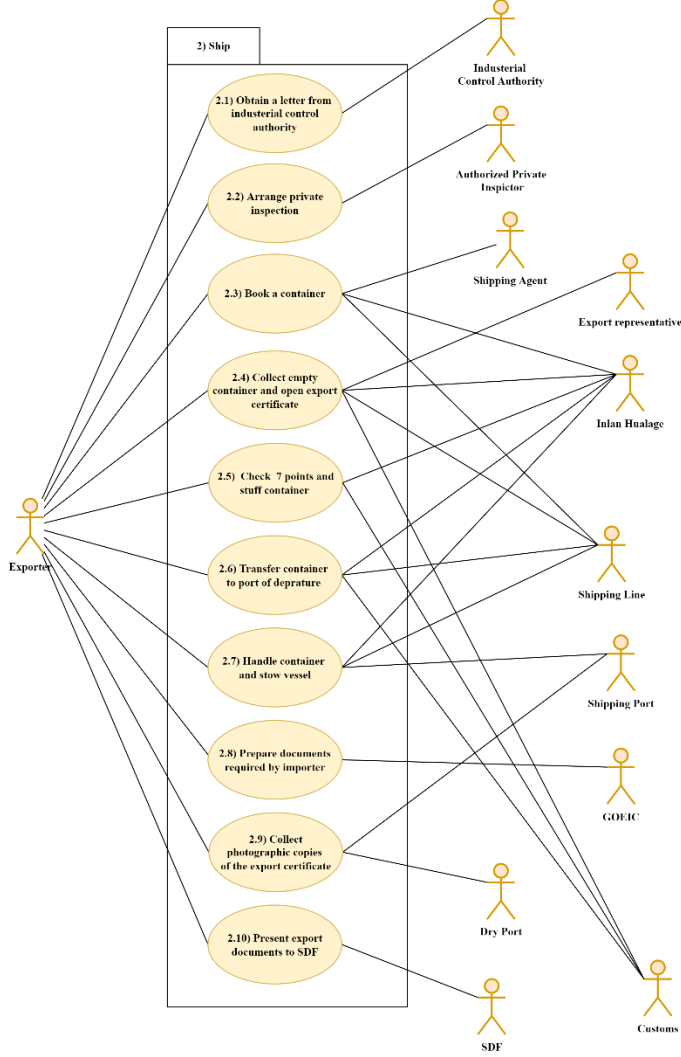 2) Ship
Industerial
Control Authority
2.1) Obtain a letter from
industerial control
authority
Authorized Private
Inspictor
2.2) Arrange private
inspection
Shipping Agent
2.3) Book a container
Export representative
2.4) Collect empty
container and open export
certificate
Inlan Hualage
2.5) Check 7 points and
stuff container
Exporter
2.6) Transfer container
to port of deprature
Shipping Line
2.7) Handle container
and stow vessel
Shipping Port
2.8) Prepare documents
required by importer
GOEIC
2.9) Collect
photographic copies
of the export certificate
Dry Port
2.10) Present export
documents to SDF
SDF
Customs